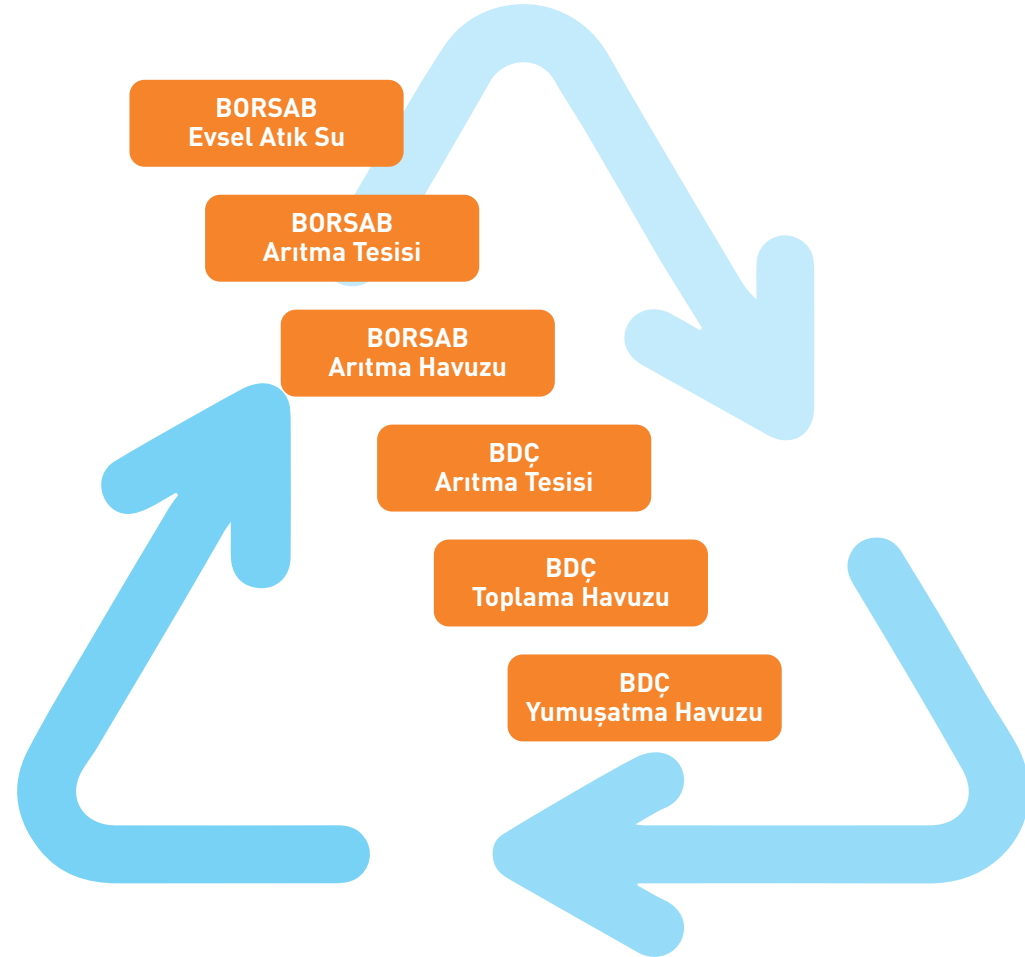 BORSAB
Evsel Atık Su
BORSAB
Arıtma Tesisi
BORSAB
Arıtma Havuzu
BDÇ
Arıtma Tesisi
BDÇ
Toplama Havuzu
BDÇ
Yumuşatma Havuzu